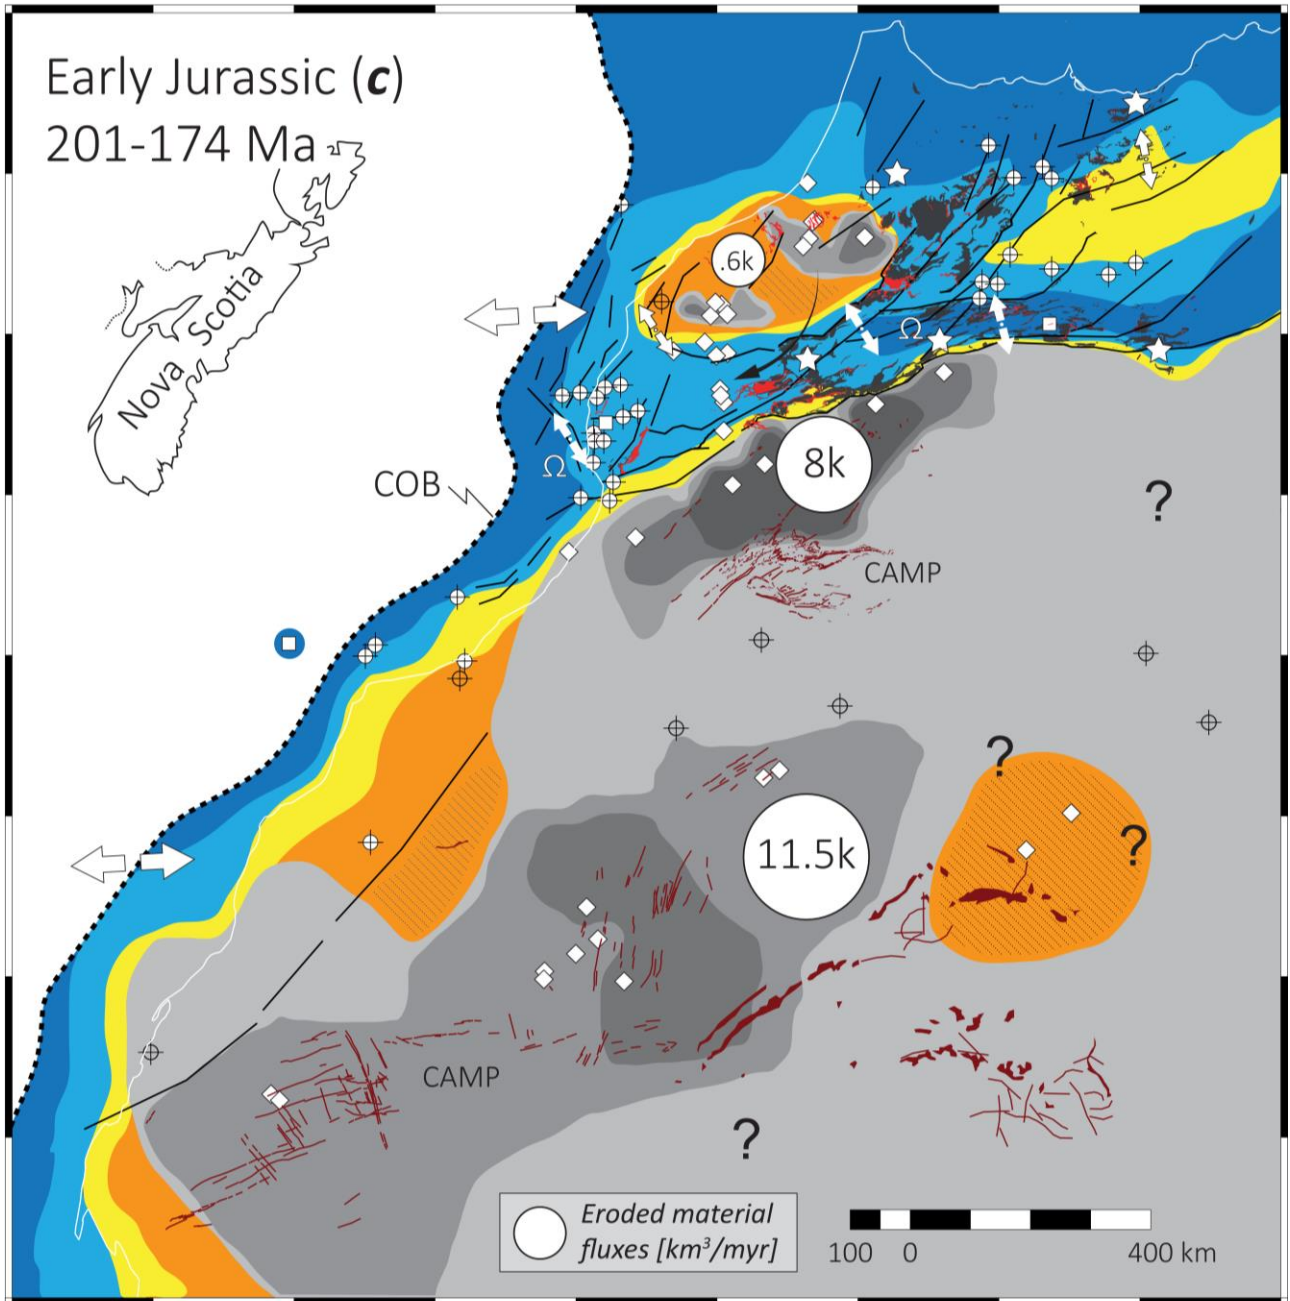 Early Jurassic (c)
201-174 Ma
Nova Scotia
.6k
Ω
COB
Ω
8k
?
CAMP
?
?
11.5k
CAMP
?
Eroded material
fluxes [km³/myr]
100 0 400 km